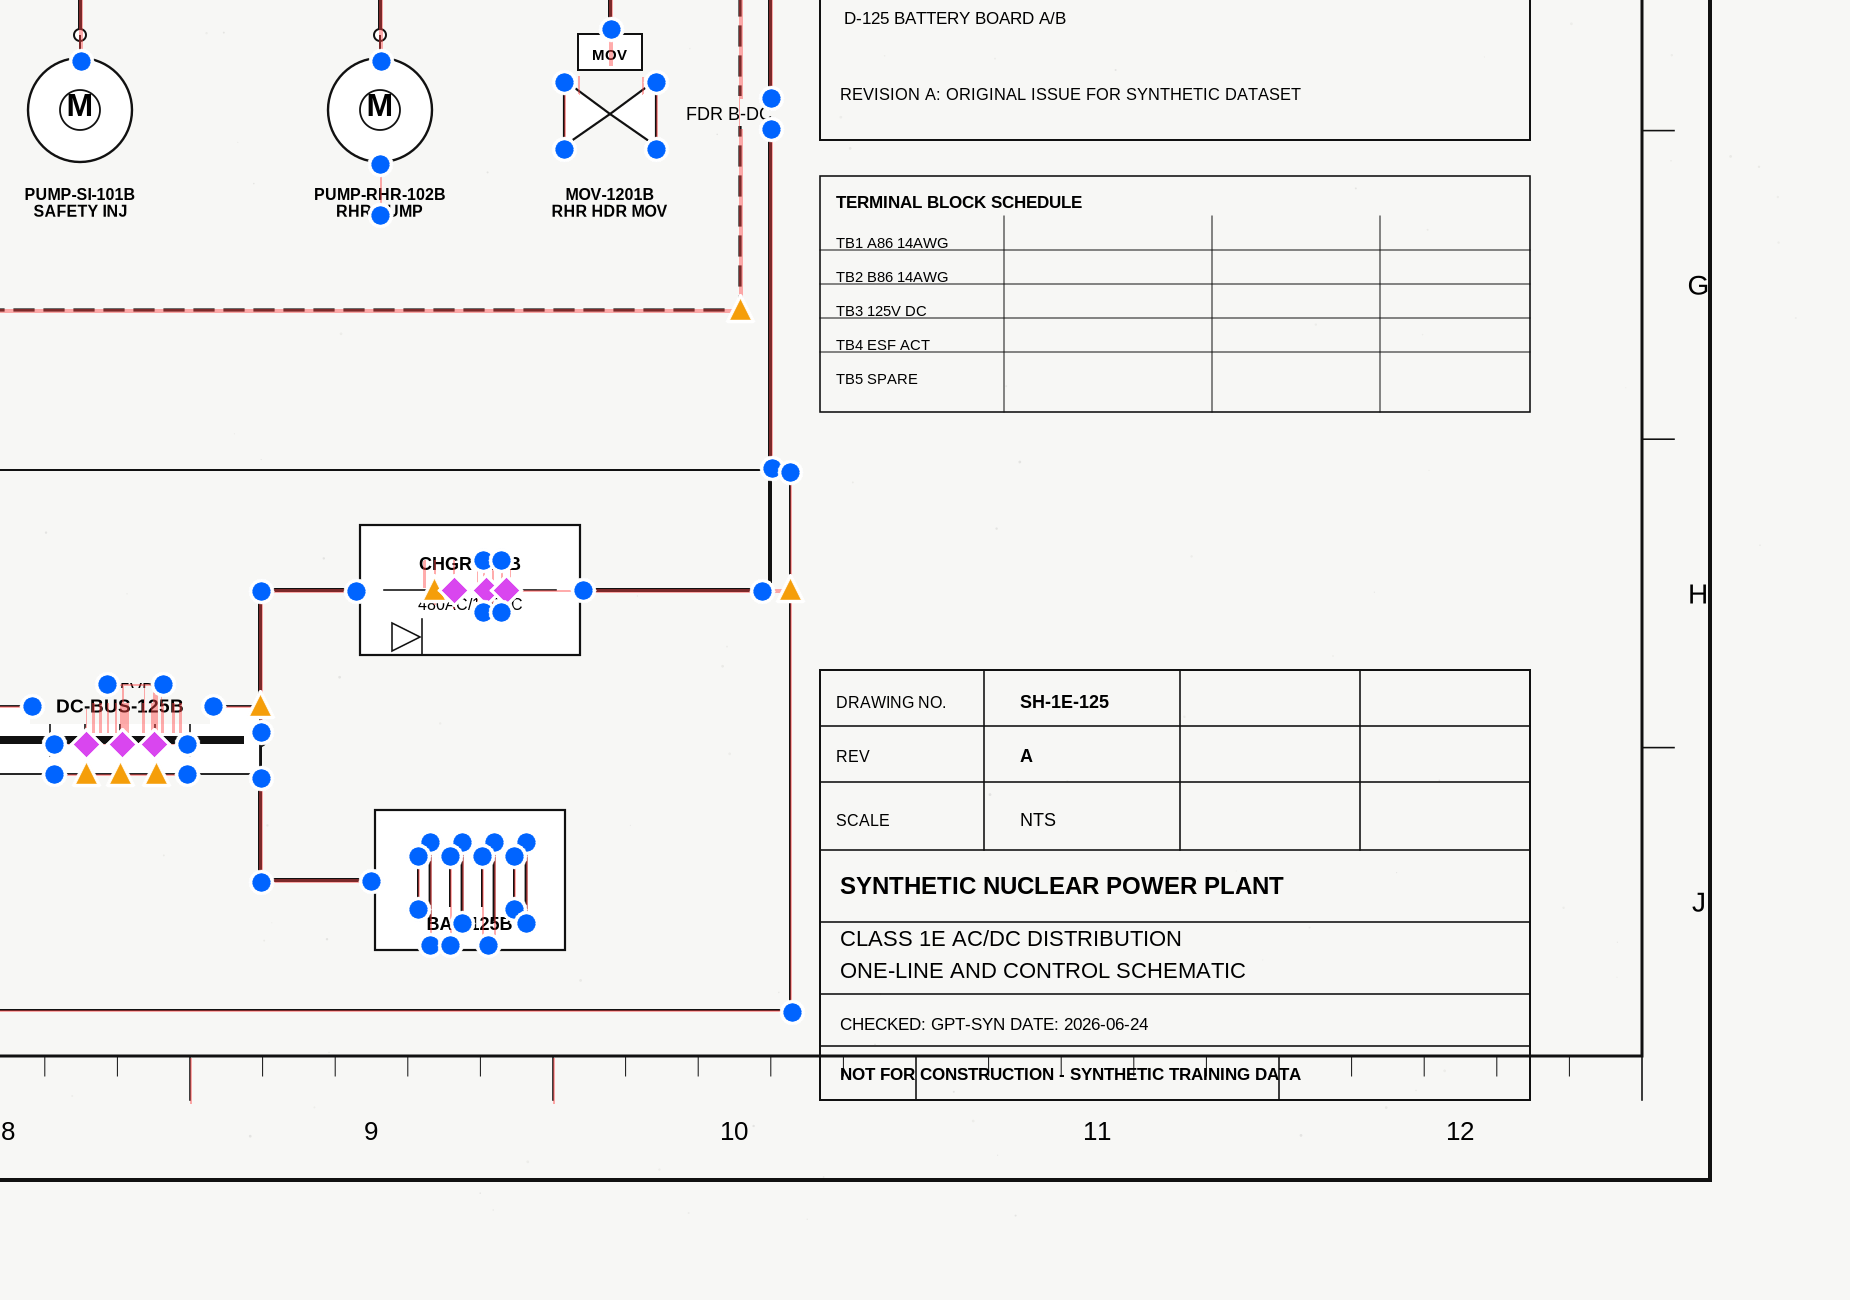 D-125 BATTERY BOARD A/B
REVISION A: ORIGINAL ISSUE FOR SYNTHETIC DATASET
MOV
M
M
FDR
PUMP-SI-101B
SAFETY INJ
PUMP-RHR-102B
MOV-1201B
RHR HDR MOV
TERMINAL BLOCK SCHEDULE
TB1 A86 14AWG
TB2 B86 14AWG
TB3 125V DC
TB4 ESF ACT
TB5 SPARE
G
H
J
CHGR
DC-BUS-125B
DRAWING NO. SH-1E-125
REV A
SCALE NTS
SYNTHETIC NUCLEAR POWER PLANT
CLASS 1E AC/DC DISTRIBUTION
ONE-LINE AND CONTROL SCHEMATIC
CHECKED: GPT-SYN DATE: 2026-06-24
NOT FOR CONSTRUCTION - SYNTHETIC TRAINING DATA
8 9 10 11 12